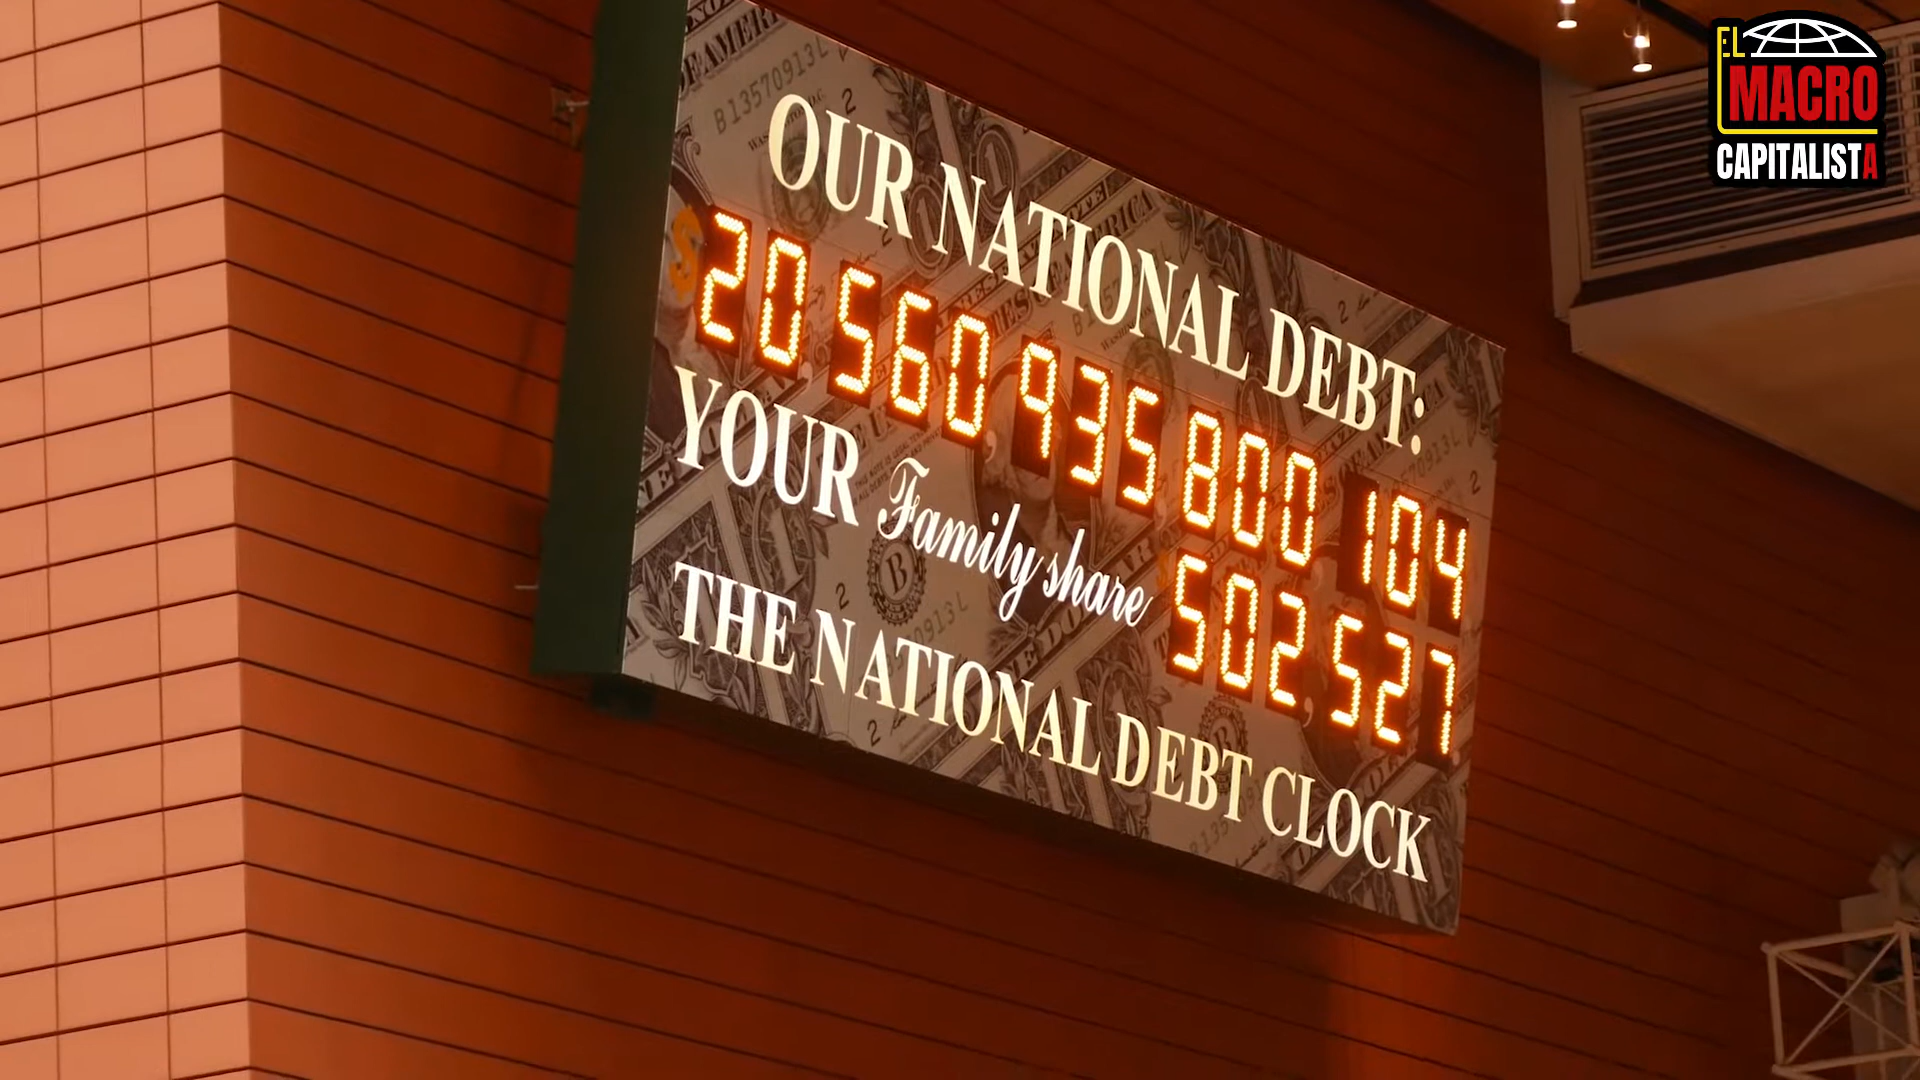 EL
MACRO
CAPITALISTA
OUR NATIONAL DEBT:
$20 560 935 800 104
YOUR Family share 502,527
THE NATIONAL DEBT CLOCK